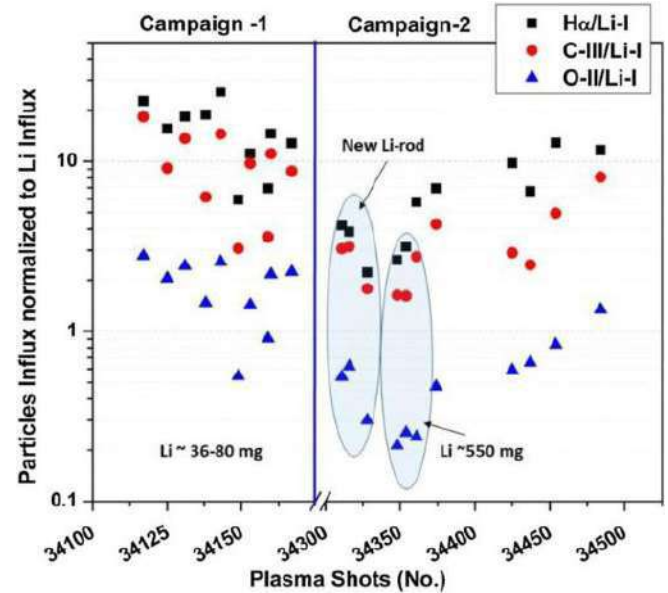 Campaign -1
Campaign-2
Hα/Li-I
C-III/Li-I
O-II/Li-I
Particles Influx normalized to Li Influx
10
1
0.1
New Li-rod
Li ~ 36-80 mg
Li ~550 mg
34100
34125
34150
34300
34350
34400
34450
34500
Plasma Shots (No.)